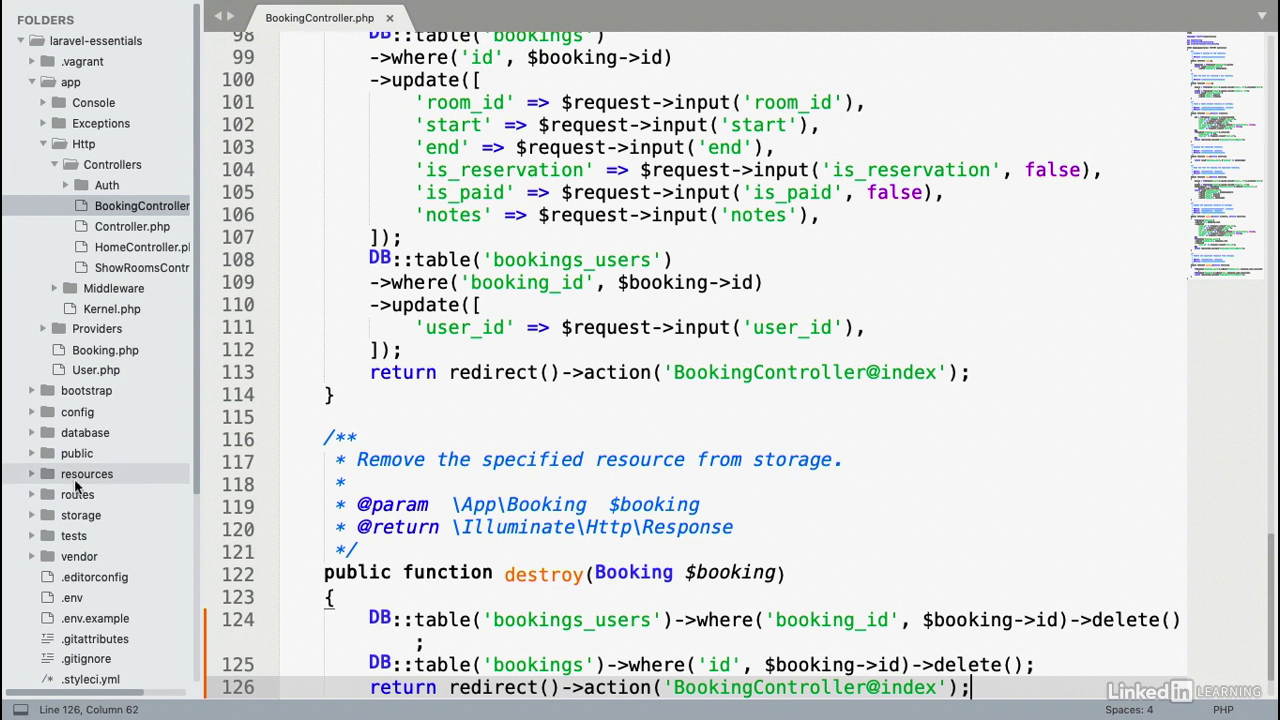 FOLDERS
laravel-essentials
.vagrant
app
Console
Exceptions
Http
Controllers
Auth
BookingController
Controller.php
HomeController.pl
ShowRoomsContr
Middleware
Kernel.php
Providers
Booking.php
User.php
bootstrap
config
database
public
resources
routes
storage
tests
vendor
.editorconfig
.env
.env.example
.gitattributes
.gitignore
.styleci.yml
BookingController.php
98 DB::table('bookings')
99 ->where('id', $booking->id)
100 ->update([
101 'room_id' => $request->input('room_id'),
102 'start' => $request->input('start'),
103 'end' => $request->input('end'),
104 'is_reservation' => $request->input('is_reservation', false),
105 'is_paid' => $request->input('is_paid', false),
106 'notes' => $request->input('notes'),
107 ]);
108 DB::table('bookings_users')
109 ->where('booking_id', $booking->id)
110 ->update([
111 'user_id' => $request->input('user_id'),
112 ]);
113 return redirect()->action('BookingController@index');
114 }
115
116 /**
117 * Remove the specified resource from storage.
118 *
119 * @param \App\Booking $booking
120 * @return \Illuminate\Http\Response
121 */
122 public function destroy(Booking $booking)
123 {
124 DB::table('bookings_users')->where('booking_id', $booking->id)->delete()
;
125 DB::table('bookings')->where('id', $booking->id)->delete();
126 return redirect()->action('BookingController@index');
Linked in LEARNING
Line 126, Column 62
Spaces: 4
PHP